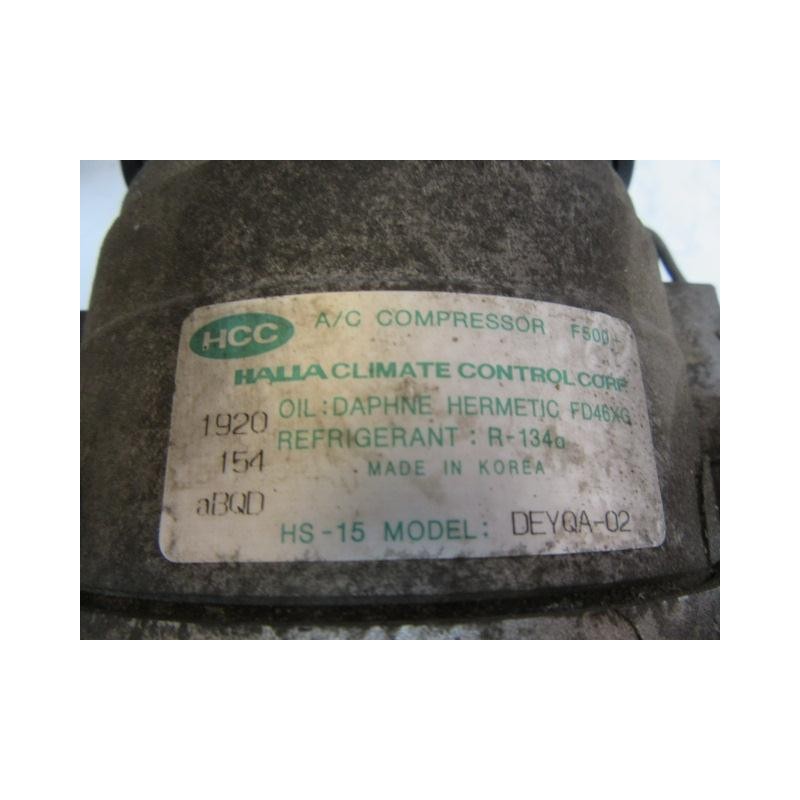 HCC A/C COMPRESSOR F500-
HALLA CLIMATE CONTROL CORP.
1920 OIL : DAPHNE HERMETIC FD46XG
REFRIGERANT : R-134a
154 MADE IN KOREA
aBQD
HS-15 MODEL: DEYQA-02